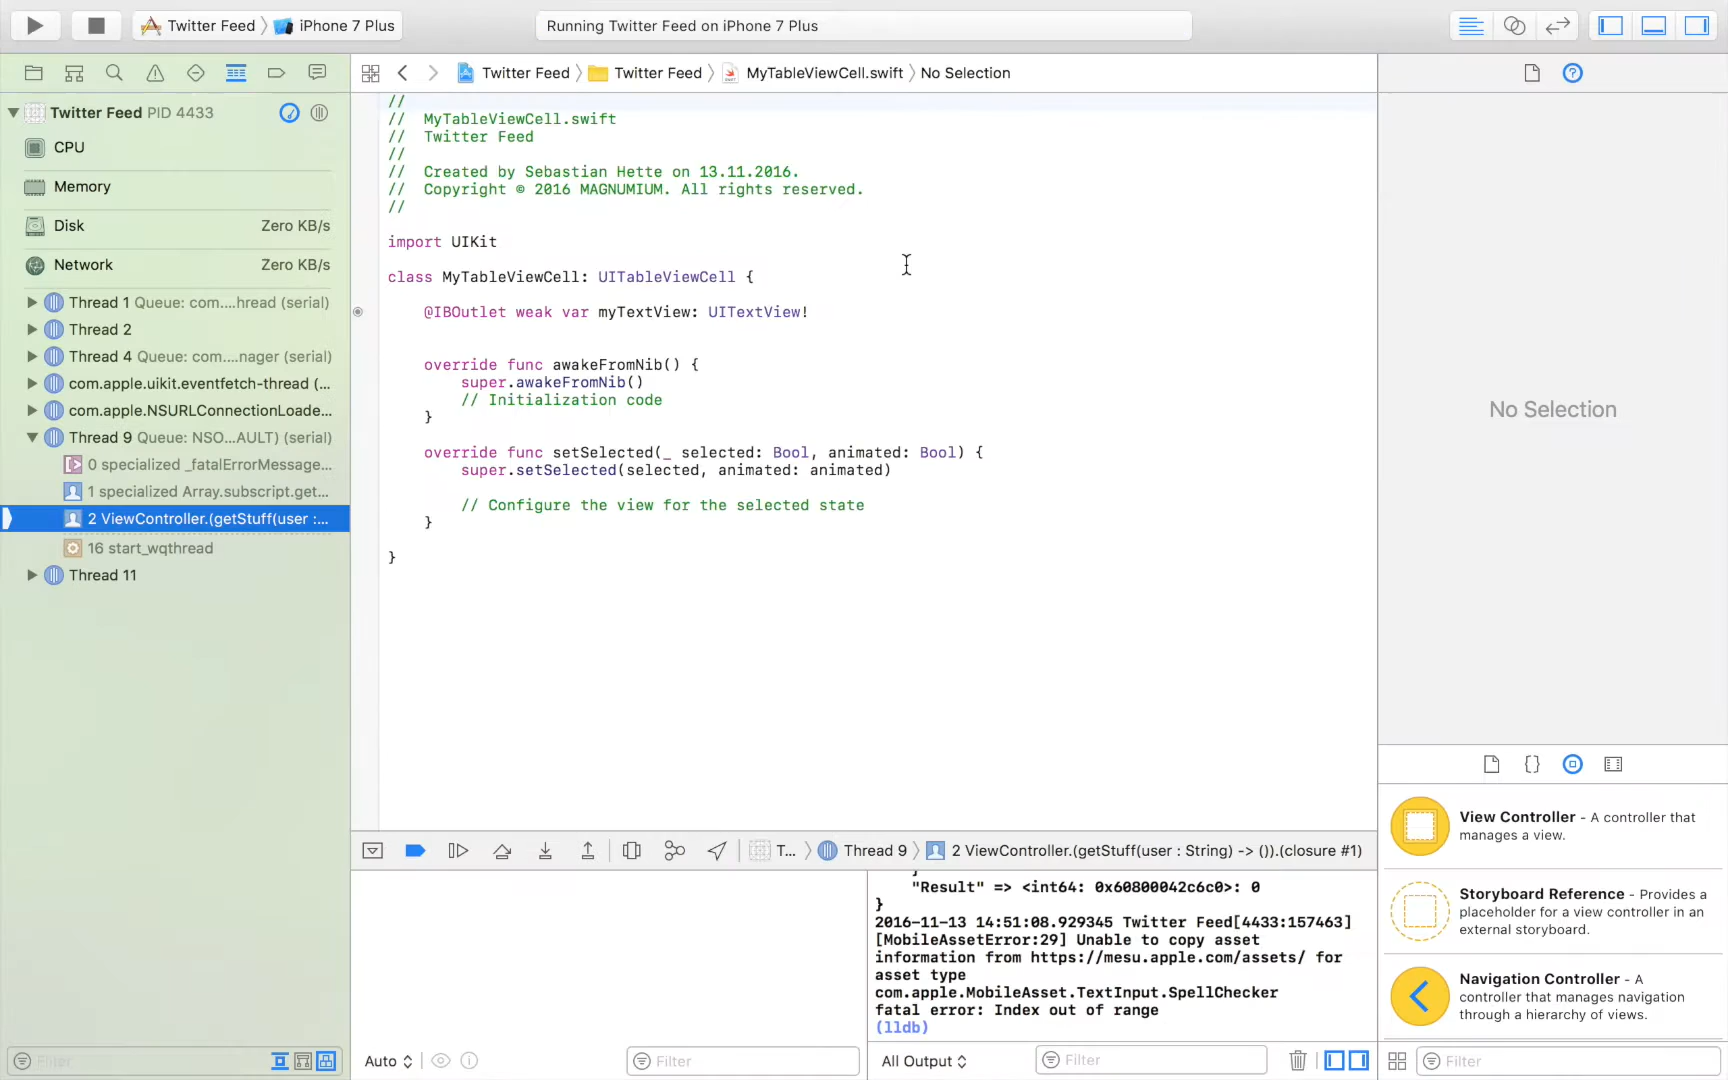 Twitter Feed
iPhone 7 Plus
Running Twitter Feed on iPhone 7 Plus
Twitter Feed
Twitter Feed
MyTableViewCell.swift
No Selection
Twitter Feed PID 4433
CPU
Memory
Disk Zero KB/s
Network Zero KB/s
Thread 1 Queue: com....hread (serial)
Thread 2
Thread 4 Queue: com....nager (serial)
com.apple.uikit.eventfetch-thread (...
com.apple.NSURLConnectionLoade...
Thread 9 Queue: NSO...AULT) (serial)
0 specialized _fatalErrorMessage...
1 specialized Array.subscript.get...
2 ViewController.(getStuff(user :...
16 start_wqthread
Thread 11
Filter
//
// MyTableViewCell.swift
// Twitter Feed
//
// Created by Sebastian Hette on 13.11.2016.
// Copyright © 2016 MAGNUMIUM. All rights reserved.
//
import UIKit
class MyTableViewCell: UITableViewCell {
@IBOutlet weak var myTextView: UITextView!
override func awakeFromNib() {
super.awakeFromNib()
// Initialization code
}
override func setSelected(_ selected: Bool, animated: Bool) {
super.setSelected(selected, animated: animated)
// Configure the view for the selected state
}
}
T...
Thread 9
2 ViewController.(getStuff(user : String) -> ()).(closure #1)
Auto
Filter
"Result" => <int64: 0x60800042c6c0>: 0
}
2016-11-13 14:51:08.929345 Twitter Feed[4433:157463]
[MobileAssetError:29] Unable to copy asset
information from https://mesu.apple.com/assets/ for
asset type
com.apple.MobileAsset.TextInput.SpellChecker
fatal error: Index out of range
(lldb)
All Output
Filter
No Selection
{}
View Controller - A controller that
manages a view.
Storyboard Reference - Provides a
placeholder for a view controller in an
external storyboard.
Navigation Controller - A
controller that manages navigation
through a hierarchy of views.
Filter